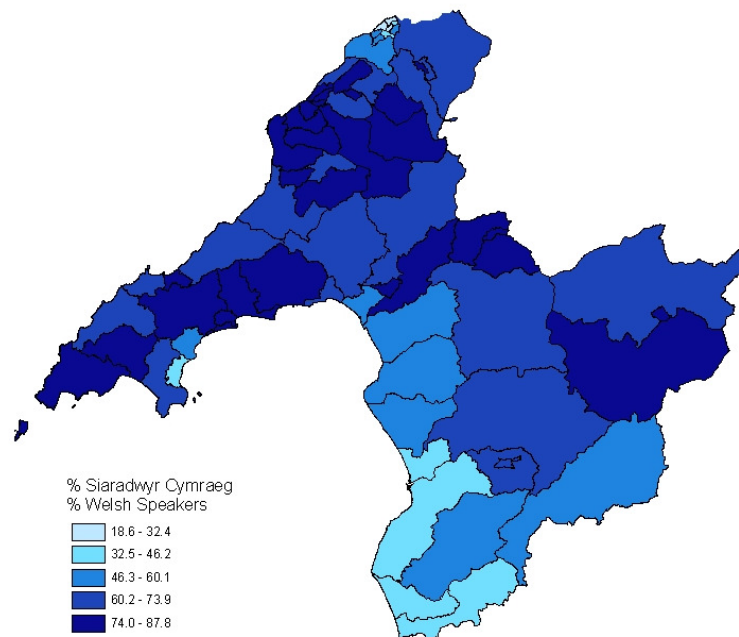 % Siaradwyr Cymraeg
% Welsh Speakers
18.6 - 32.4
32.5 - 46.2
46.3 - 60.1
60.2 - 73.9
74.0 - 87.8